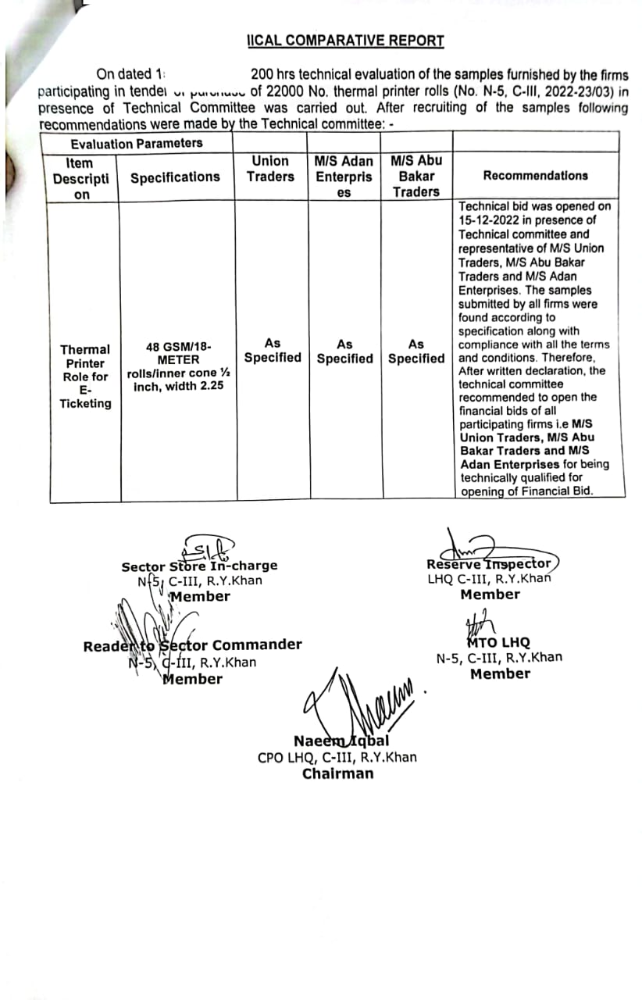 IICAL COMPARATIVE REPORT
On dated 1 200 hrs technical evaluation of the samples furnished by the firms
participating in tender of purchase of 22000 No. thermal printer rolls (No. N-5, C-III, 2022-23/03) in
presence of Technical Committee was carried out. After recruiting of the samples following
recommendations were made by the Technical committee: -
Evaluation Parameters
Item
Descripti
on
Specifications
Union
Traders
M/S Adan
Enterpris
es
M/S Abu
Bakar
Traders
Recommendations
Thermal
Printer
Role for
E-
Ticketing
48 GSM/18-
METER
rolls/inner cone ½
inch, width 2.25
As
Specified
As
Specified
As
Specified
Technical bid was opened on
15-12-2022 in presence of
Technical committee and
representative of M/S Union
Traders, M/S Abu Bakar
Traders and M/S Adan
Enterprises. The samples
submitted by all firms were
found according to
specification along with
compliance with all the terms
and conditions. Therefore,
After written declaration, the
technical committee
recommended to open the
financial bids of all
participating firms i.e M/S
Union Traders, M/S Abu
Bakar Traders and M/S
Adan Enterprises for being
technically qualified for
opening of Financial Bid.
Sector Store In-charge
N-5, C-III, R.Y.Khan
Member
Reserve Inspector
LHQ C-III, R.Y.Khan
Member
Reader to Sector Commander
N-5, C-III, R.Y.Khan
Member
MTO LHQ
N-5, C-III, R.Y.Khan
Member
Naeem Iqbal
CPO LHQ, C-III, R.Y.Khan
Chairman